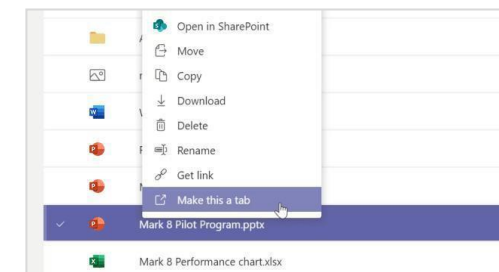 Open in SharePoint
Move
Copy
Download
Delete
Rename
Get link
Make this a tab
Mark 8 Pilot Program.pptx
Mark 8 Performance chart.xlsx